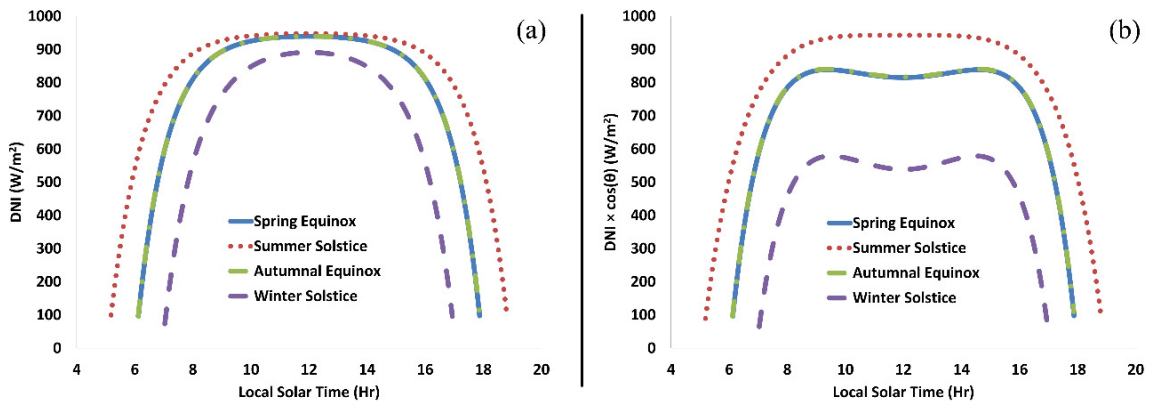 (a)
DNI (W/m²)
1000
900
800
700
600
500
400
300
200
100
0
Spring Equinox
Summer Solstice
Autumnal Equinox
Winter Solstice
4 6 8 10 12 14 16 18 20
Local Solar Time (Hr)
(b)
DNI × cos(θ) (W/m²)
1000
900
800
700
600
500
400
300
200
100
0
Spring Equinox
Summer Solstice
Autumnal Equinox
Winter Solstice
4 6 8 10 12 14 16 18 20
Local Solar Time (Hr)